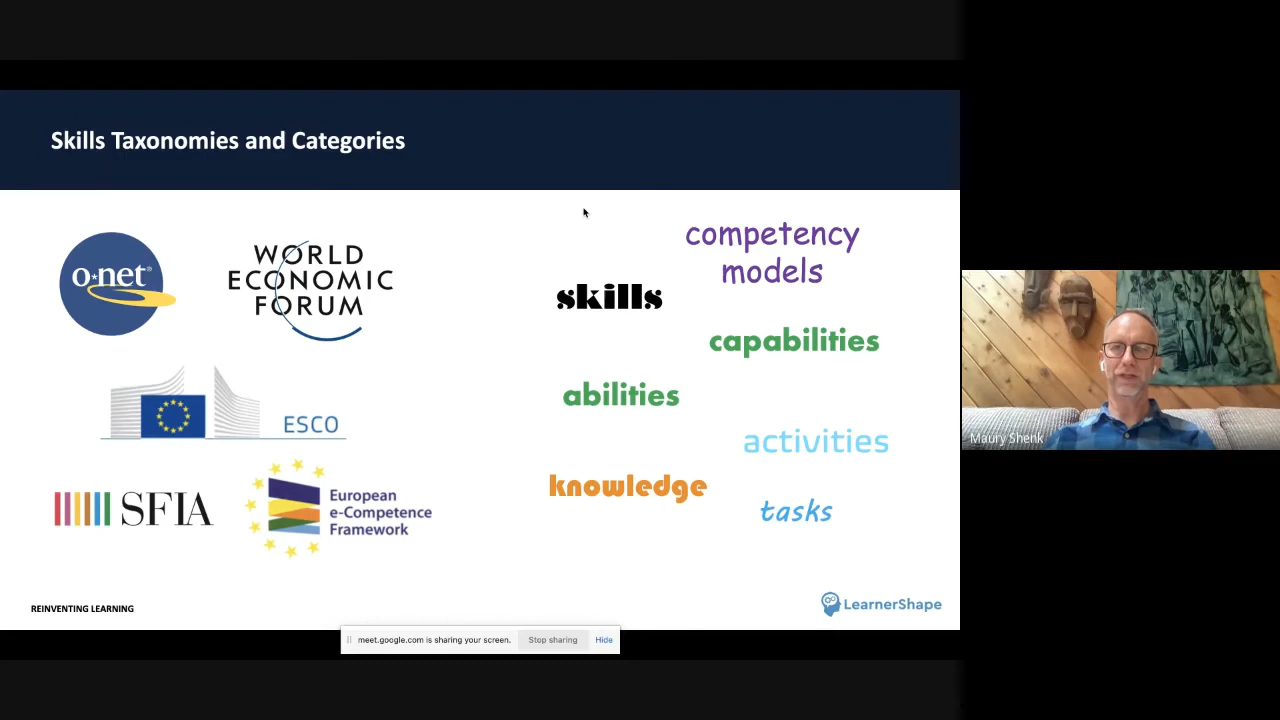 Skills Taxonomies and Categories
o*net®
WORLD
ECONOMIC
FORUM
ESCO
SFIA
European
e-Competence
Framework
competency
models
skills
capabilities
abilities
activities
knowledge
tasks
REINVENTING LEARNING
LearnerShape
meet.google.com is sharing your screen.
Stop sharing
Hide
Maury Shenk